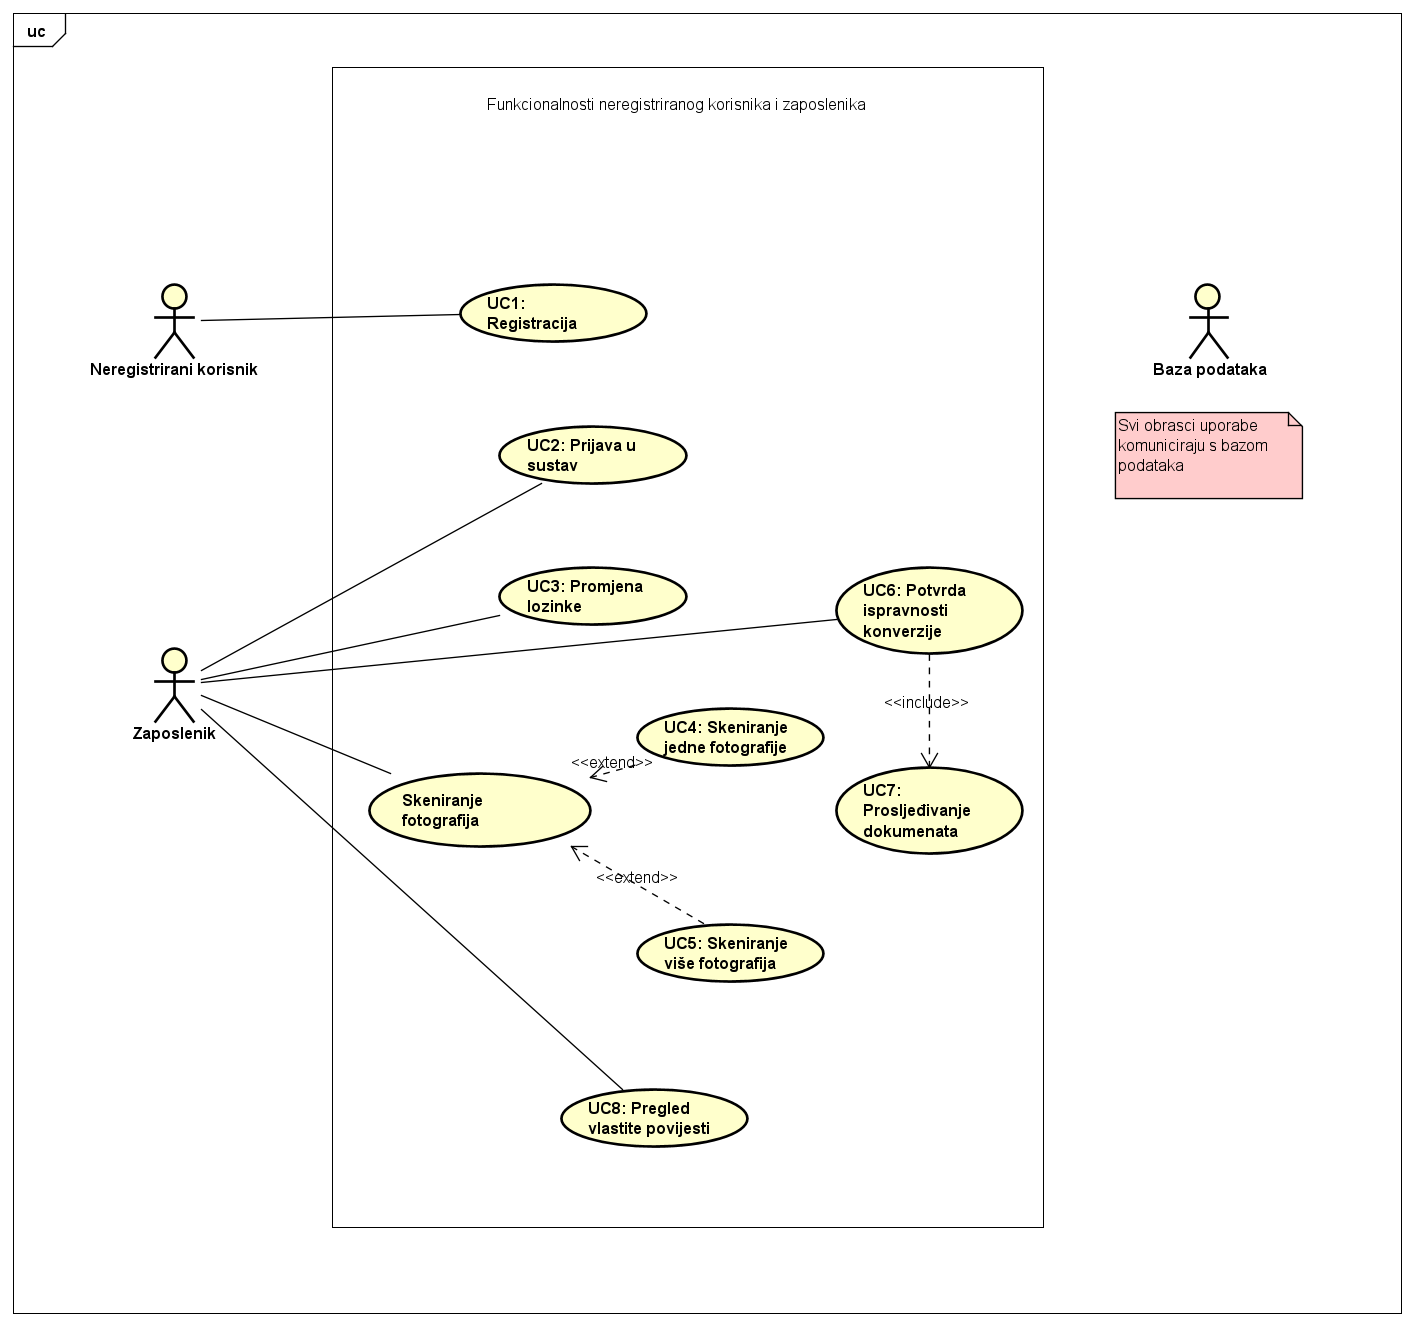 uc
Funkcionalnosti neregistriranog korisnika i zaposlenika
UC1:
Registracija
Neregistrirani korisnik
Baza podataka
Svi obrasci uporabe
komuniciraju s bazom
podataka
UC2: Prijava u
sustav
UC3: Promjena
lozinke
UC6: Potvrda
ispravnosti
konverzije
Zaposlenik
<<include>>
UC4: Skeniranje
jedne fotografije
<<extend>>
Skeniranje
fotografija
UC7:
Prosljeđivanje
dokumenata
<<extend>>
UC5: Skeniranje
više fotografija
UC8: Pregled
vlastite povijesti